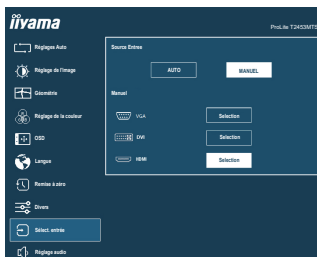 iiyama
ProLite T2453MTS
Réglages Auto
Réglage de l'image
Géométrie
Réglage de la couleur
OSD
Langue
Remise à zéro
Divers
Sélect. entrée
Réglage audio
Source Entree
AUTO
MANUEL
Manuel
VGA
Selection
DVI
Selection
HDMI
Selection